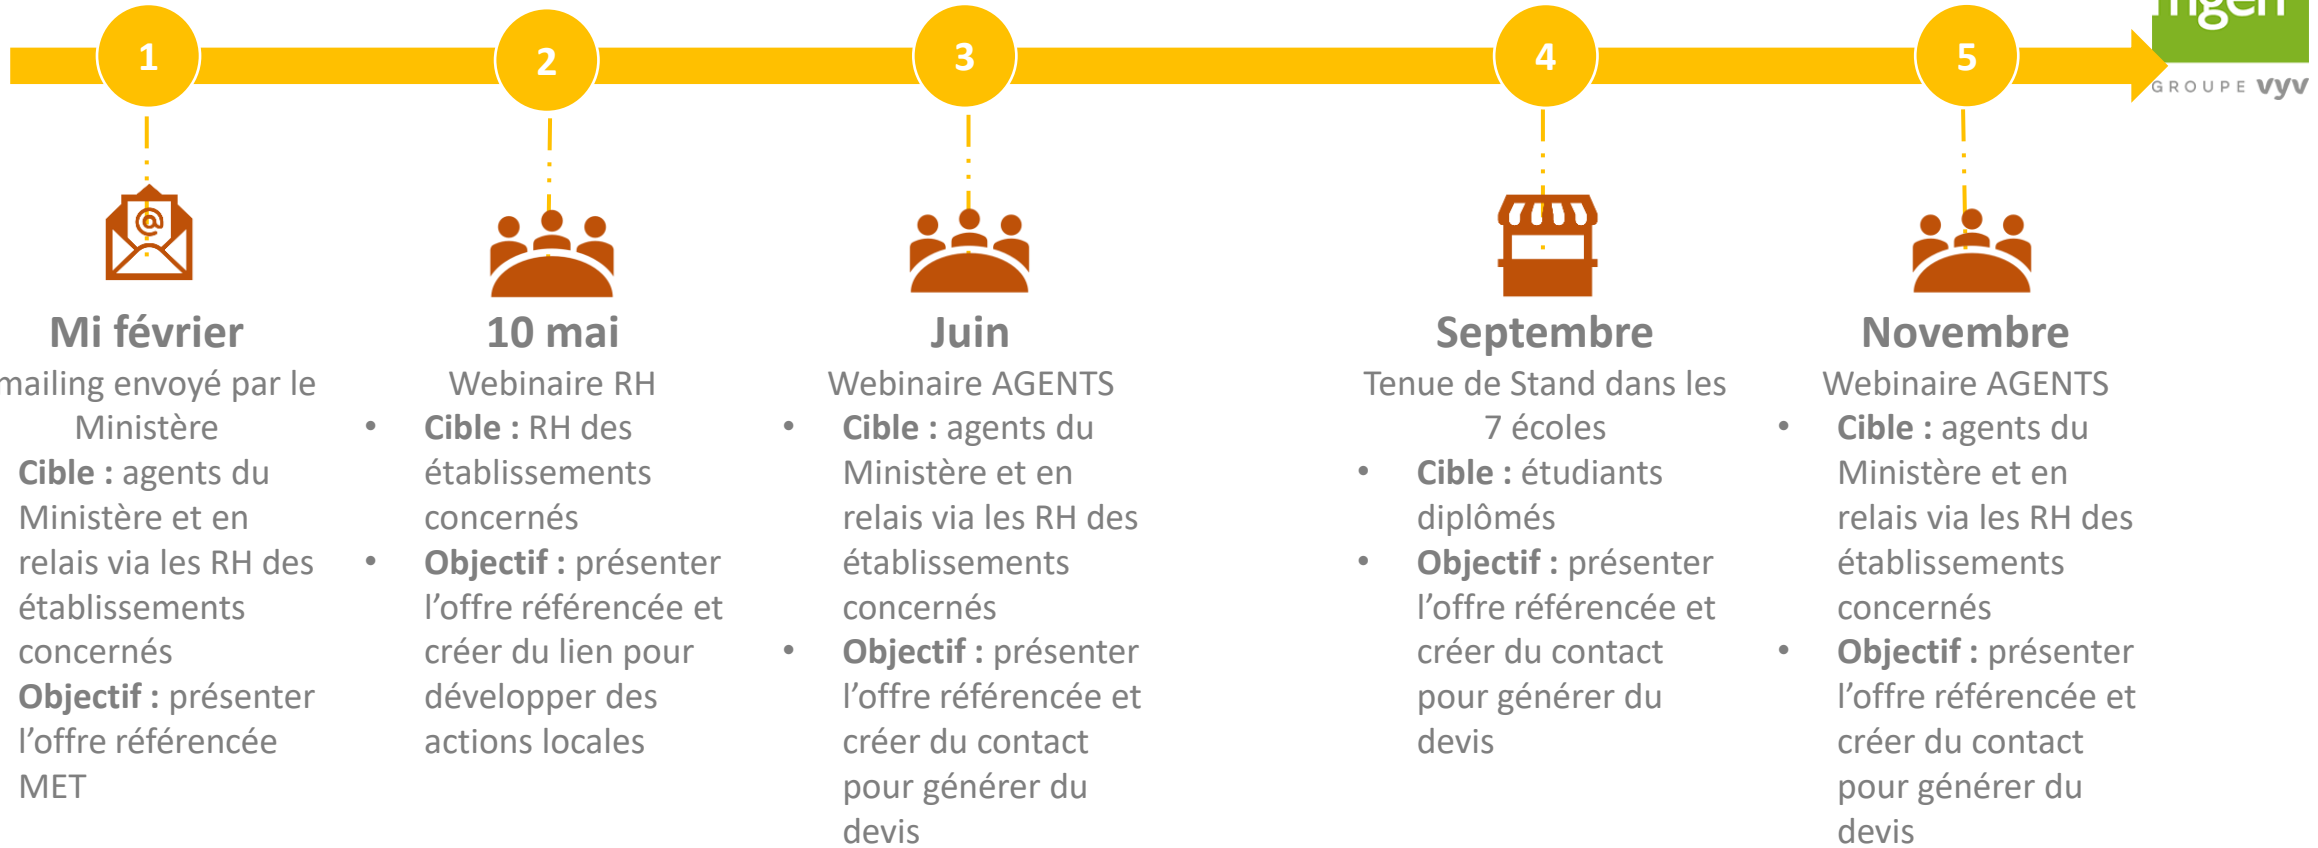 1
2
3
4
5
mgen
GROUPE vyv
Mi février
mailing envoyé par le
Ministère
Cible : agents du
Ministère et en
relais via les RH des
établissements
concernés
Objectif : présenter
l’offre référencée
MET
10 mai
Webinaire RH
• Cible : RH des
établissements
concernés
• Objectif : présenter
l’offre référencée et
créer du lien pour
développer des
actions locales
Juin
Webinaire AGENTS
• Cible : agents du
Ministère et en
relais via les RH des
établissements
concernés
• Objectif : présenter
l’offre référencée et
créer du contact
pour générer du
devis
Septembre
Tenue de Stand dans les
7 écoles
• Cible : étudiants
diplômés
• Objectif : présenter
l’offre référencée et
créer du contact
pour générer du
devis
Novembre
Webinaire AGENTS
• Cible : agents du
Ministère et en
relais via les RH des
établissements
concernés
• Objectif : présenter
l’offre référencée et
créer du contact
pour générer du
devis